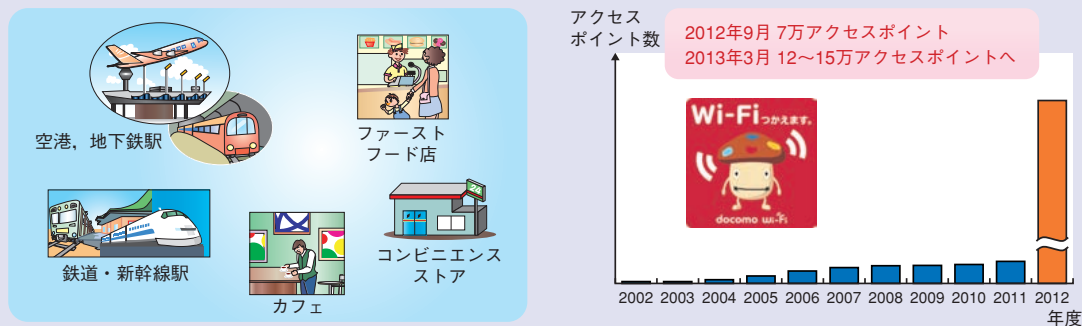 空港，地下鉄駅
ファースト
フード店
24
鉄道・新幹線駅
カフェ
コンビニエンス
ストア
アクセス
ポイント数
2012年9月 7万アクセスポイント
2013年3月 12〜15万アクセスポイントへ
Wi-Fiつかえます。
docomo Wi-Fi
2002 2003 2004 2005 2006 2007 2008 2009 2010 2011 2012
年度